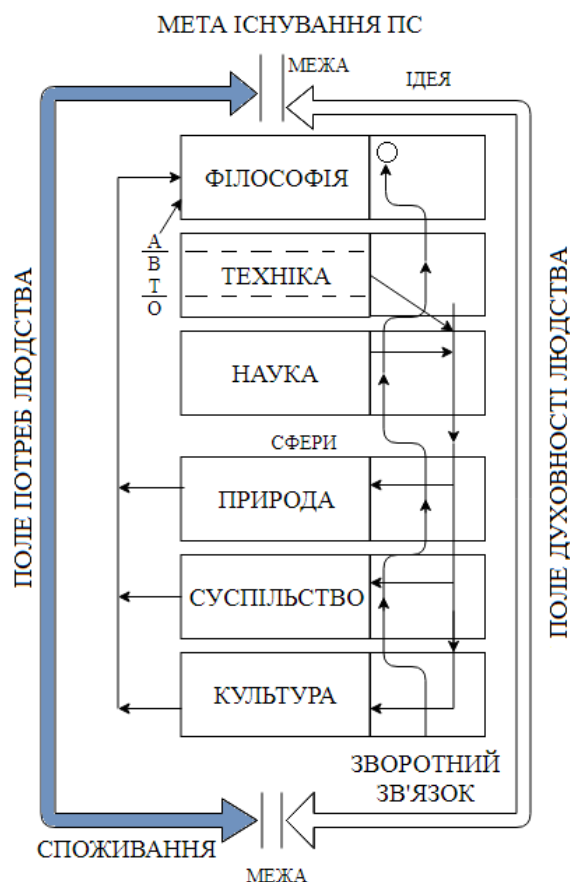 МЕТА ІСНУВАННЯ ПС
МЕЖА
ІДЕЯ
ФІЛОСОФІЯ
А
В
Т
О
ТЕХНІКА
НАУКА
СФЕРИ
ПРИРОДА
СУСПІЛЬСТВО
КУЛЬТУРА
ПОЛЕ ПОТРЕБ ЛЮДСТВА
ПОЛЕ ДУХОВНОСТІ ЛЮДСТВА
ЗВОРОТНИЙ
ЗВ'ЯЗОК
СПОЖИВАННЯ
МЕЖА